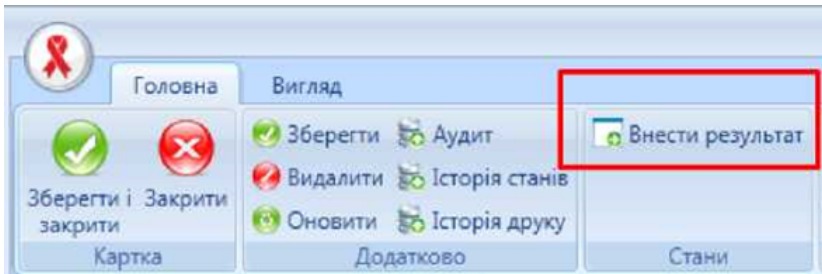 Головна Вигляд
Зберегти і закрити
Закрити
Картка
Зберегти
Видалити
Оновити
Аудит
Історія станів
Історія друку
Додатково
Внести результат
Стани